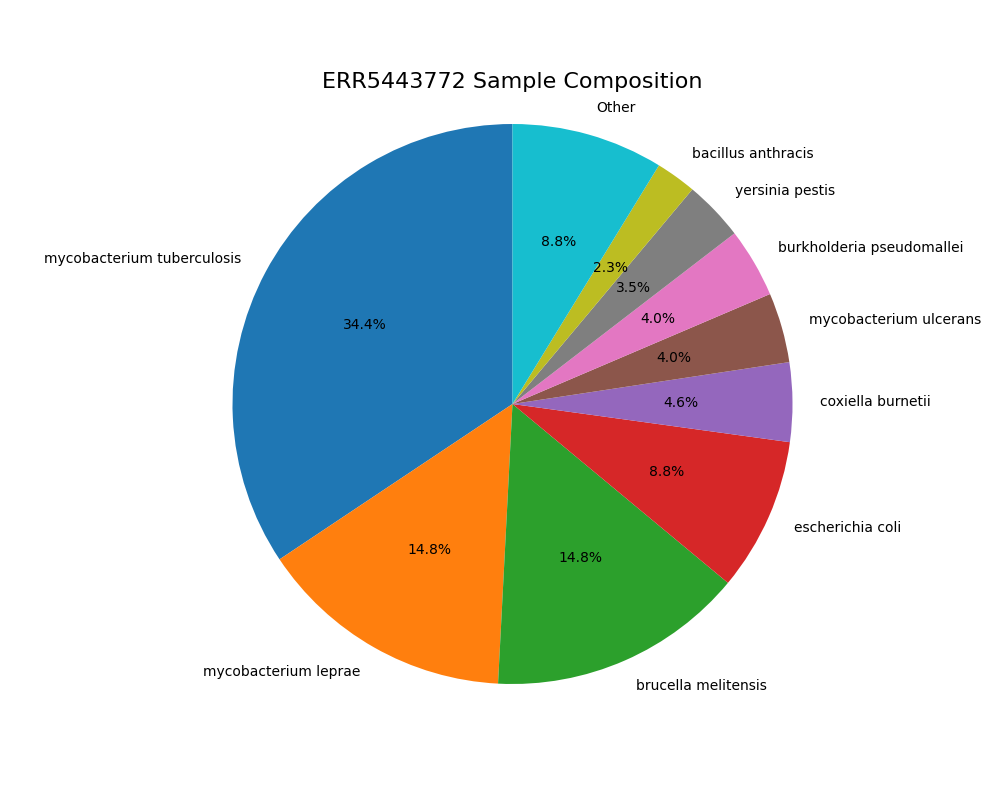 ERR5443772 Sample Composition
Other
bacillus anthracis
yersinia pestis
burkholderia pseudomallei
mycobacterium ulcerans
coxiella burnetii
escherichia coli
brucella melitensis
mycobacterium leprae
mycobacterium tuberculosis
8.8%
2.3%
3.5%
4.0%
4.0%
4.6%
8.8%
14.8%
14.8%
34.4%